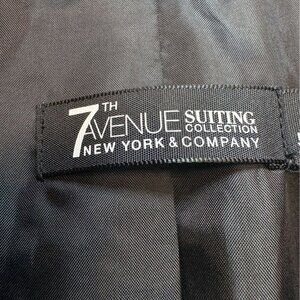 7TH AVENUE SUITING COLLECTION
NEW YORK & COMPANY